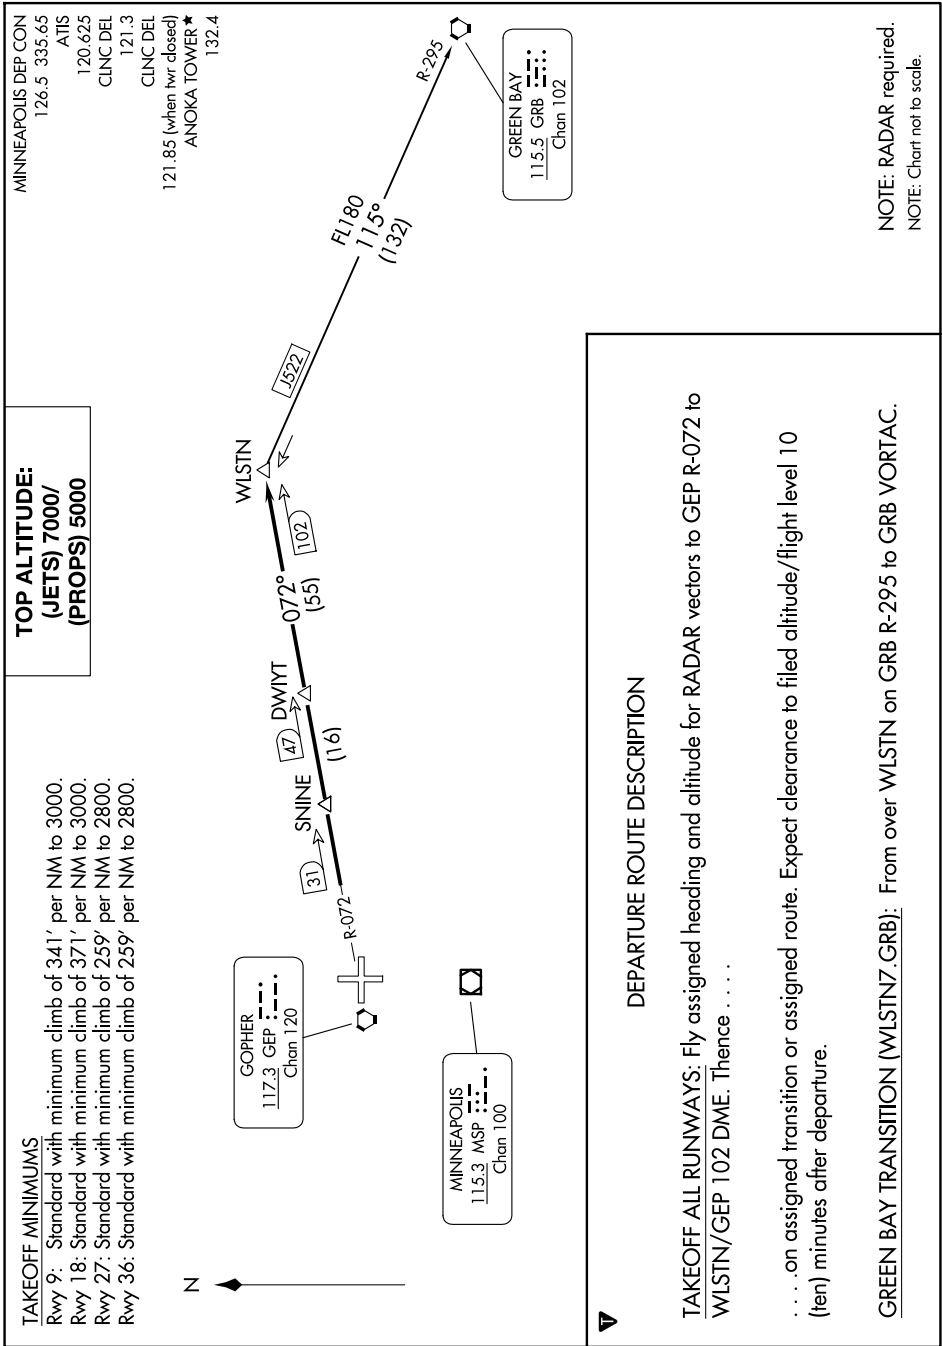 TAKEOFF MINIMUMS
Rwy 9: Standard with minimum climb of 341' per NM to 3000.
Rwy 18: Standard with minimum climb of 371' per NM to 3000.
Rwy 27: Standard with minimum climb of 259' per NM to 2800.
Rwy 36: Standard with minimum climb of 259' per NM to 2800.
TOP ALTITUDE:
(JETS) 7000/
(PROPS) 5000
MINNEAPOLIS DEP CON
126.5 335.65
ATIS
120.625
CLNC DEL
121.3
CLNC DEL
121.85 (when twr closed)
ANOKA TOWER★
132.4
N
GOPHER
117.3 GEP
Chan 120
R-072
31
SNINE
(16)
47
DWIYT
072°
(55)
102
WLSTN
J522
FL180
115°
(132)
R-295
GREEN BAY
115.5 GRB
Chan 102
MINNEAPOLIS
115.3 MSP
Chan 100
NOTE: RADAR required.
NOTE: Chart not to scale.
T
DEPARTURE ROUTE DESCRIPTION
TAKEOFF ALL RUNWAYS: Fly assigned heading and altitude for RADAR vectors to GEP R-072 to
WLSTN/GEP 102 DME. Thence . . . .
. . . .on assigned transition or assigned route. Expect clearance to filed altitude/flight level 10
(ten) minutes after departure.
GREEN BAY TRANSITION (WLSTN7.GRB): From over WLSTN on GRB R-295 to GRB VORTAC.